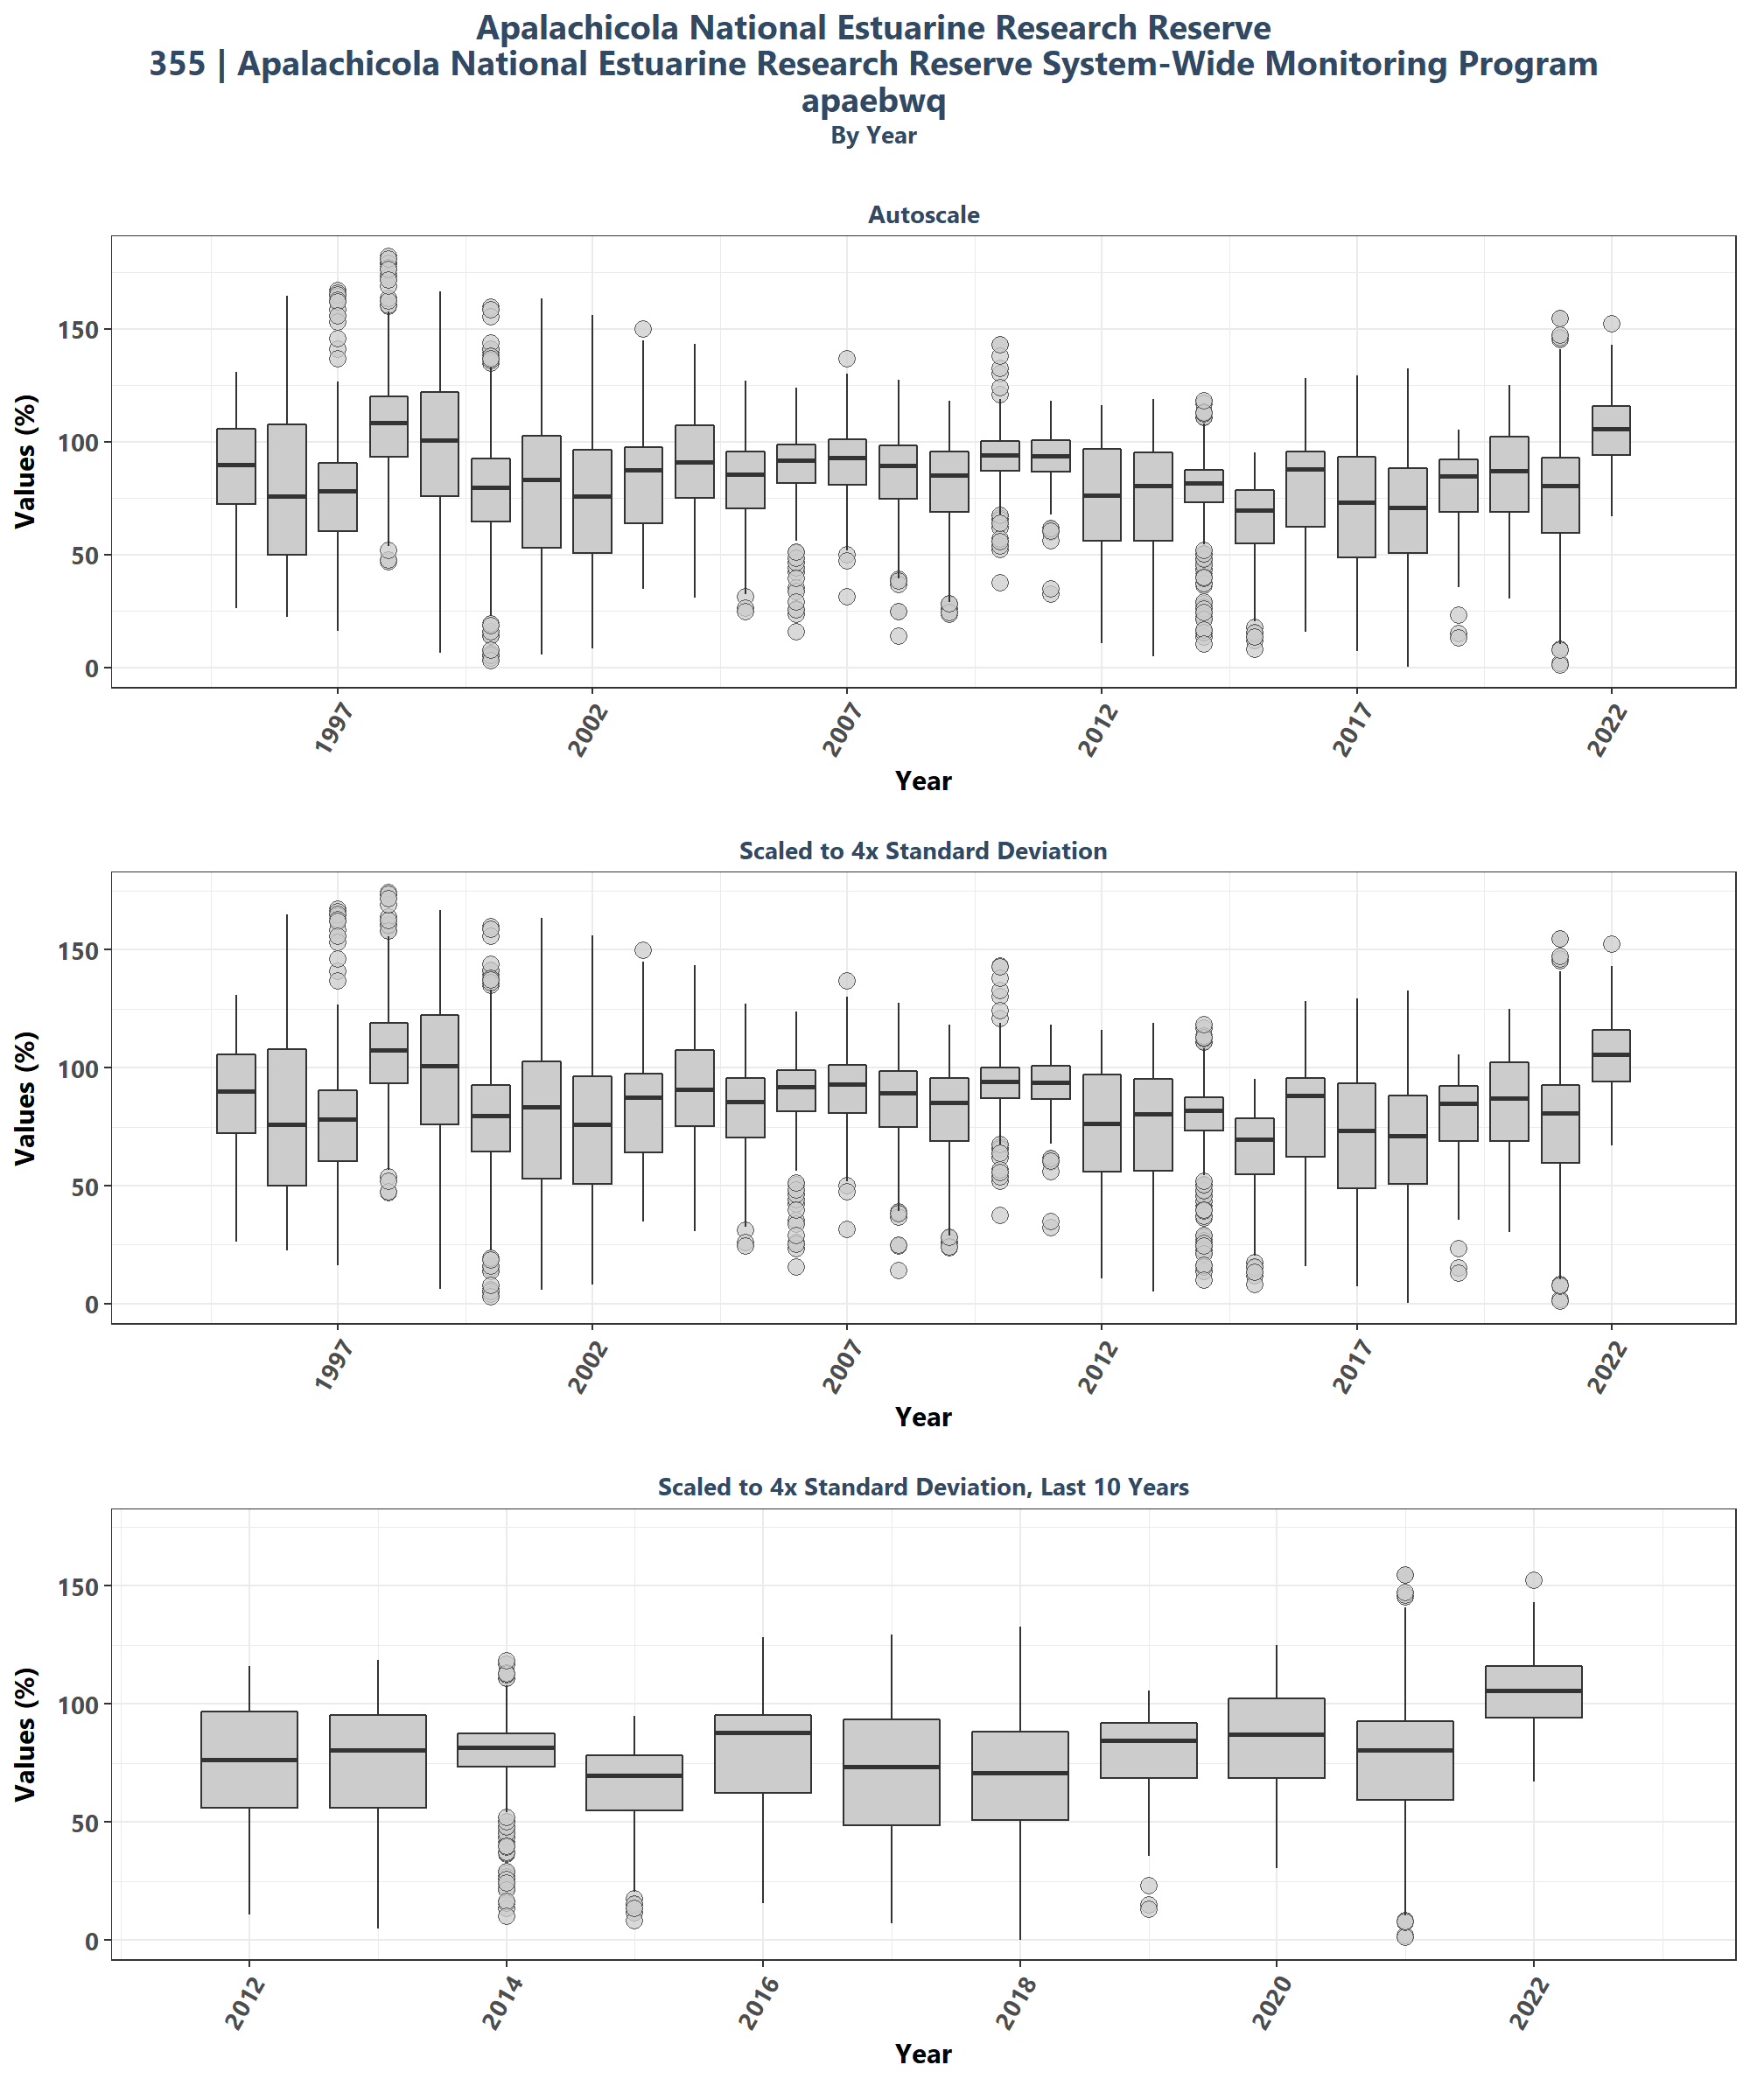 Apalachicola National Estuarine Research Reserve
355 | Apalachicola National Estuarine Research Reserve System-Wide Monitoring Program
apaebwq
By Year
Autoscale
Values (%)
150
100
50
0
1997
2002
2007
2012
2017
2022
Year
Scaled to 4x Standard Deviation
Values (%)
150
100
50
0
1997
2002
2007
2012
2017
2022
Year
Scaled to 4x Standard Deviation, Last 10 Years
Values (%)
150
100
50
0
2012
2014
2016
2018
2020
2022
Year